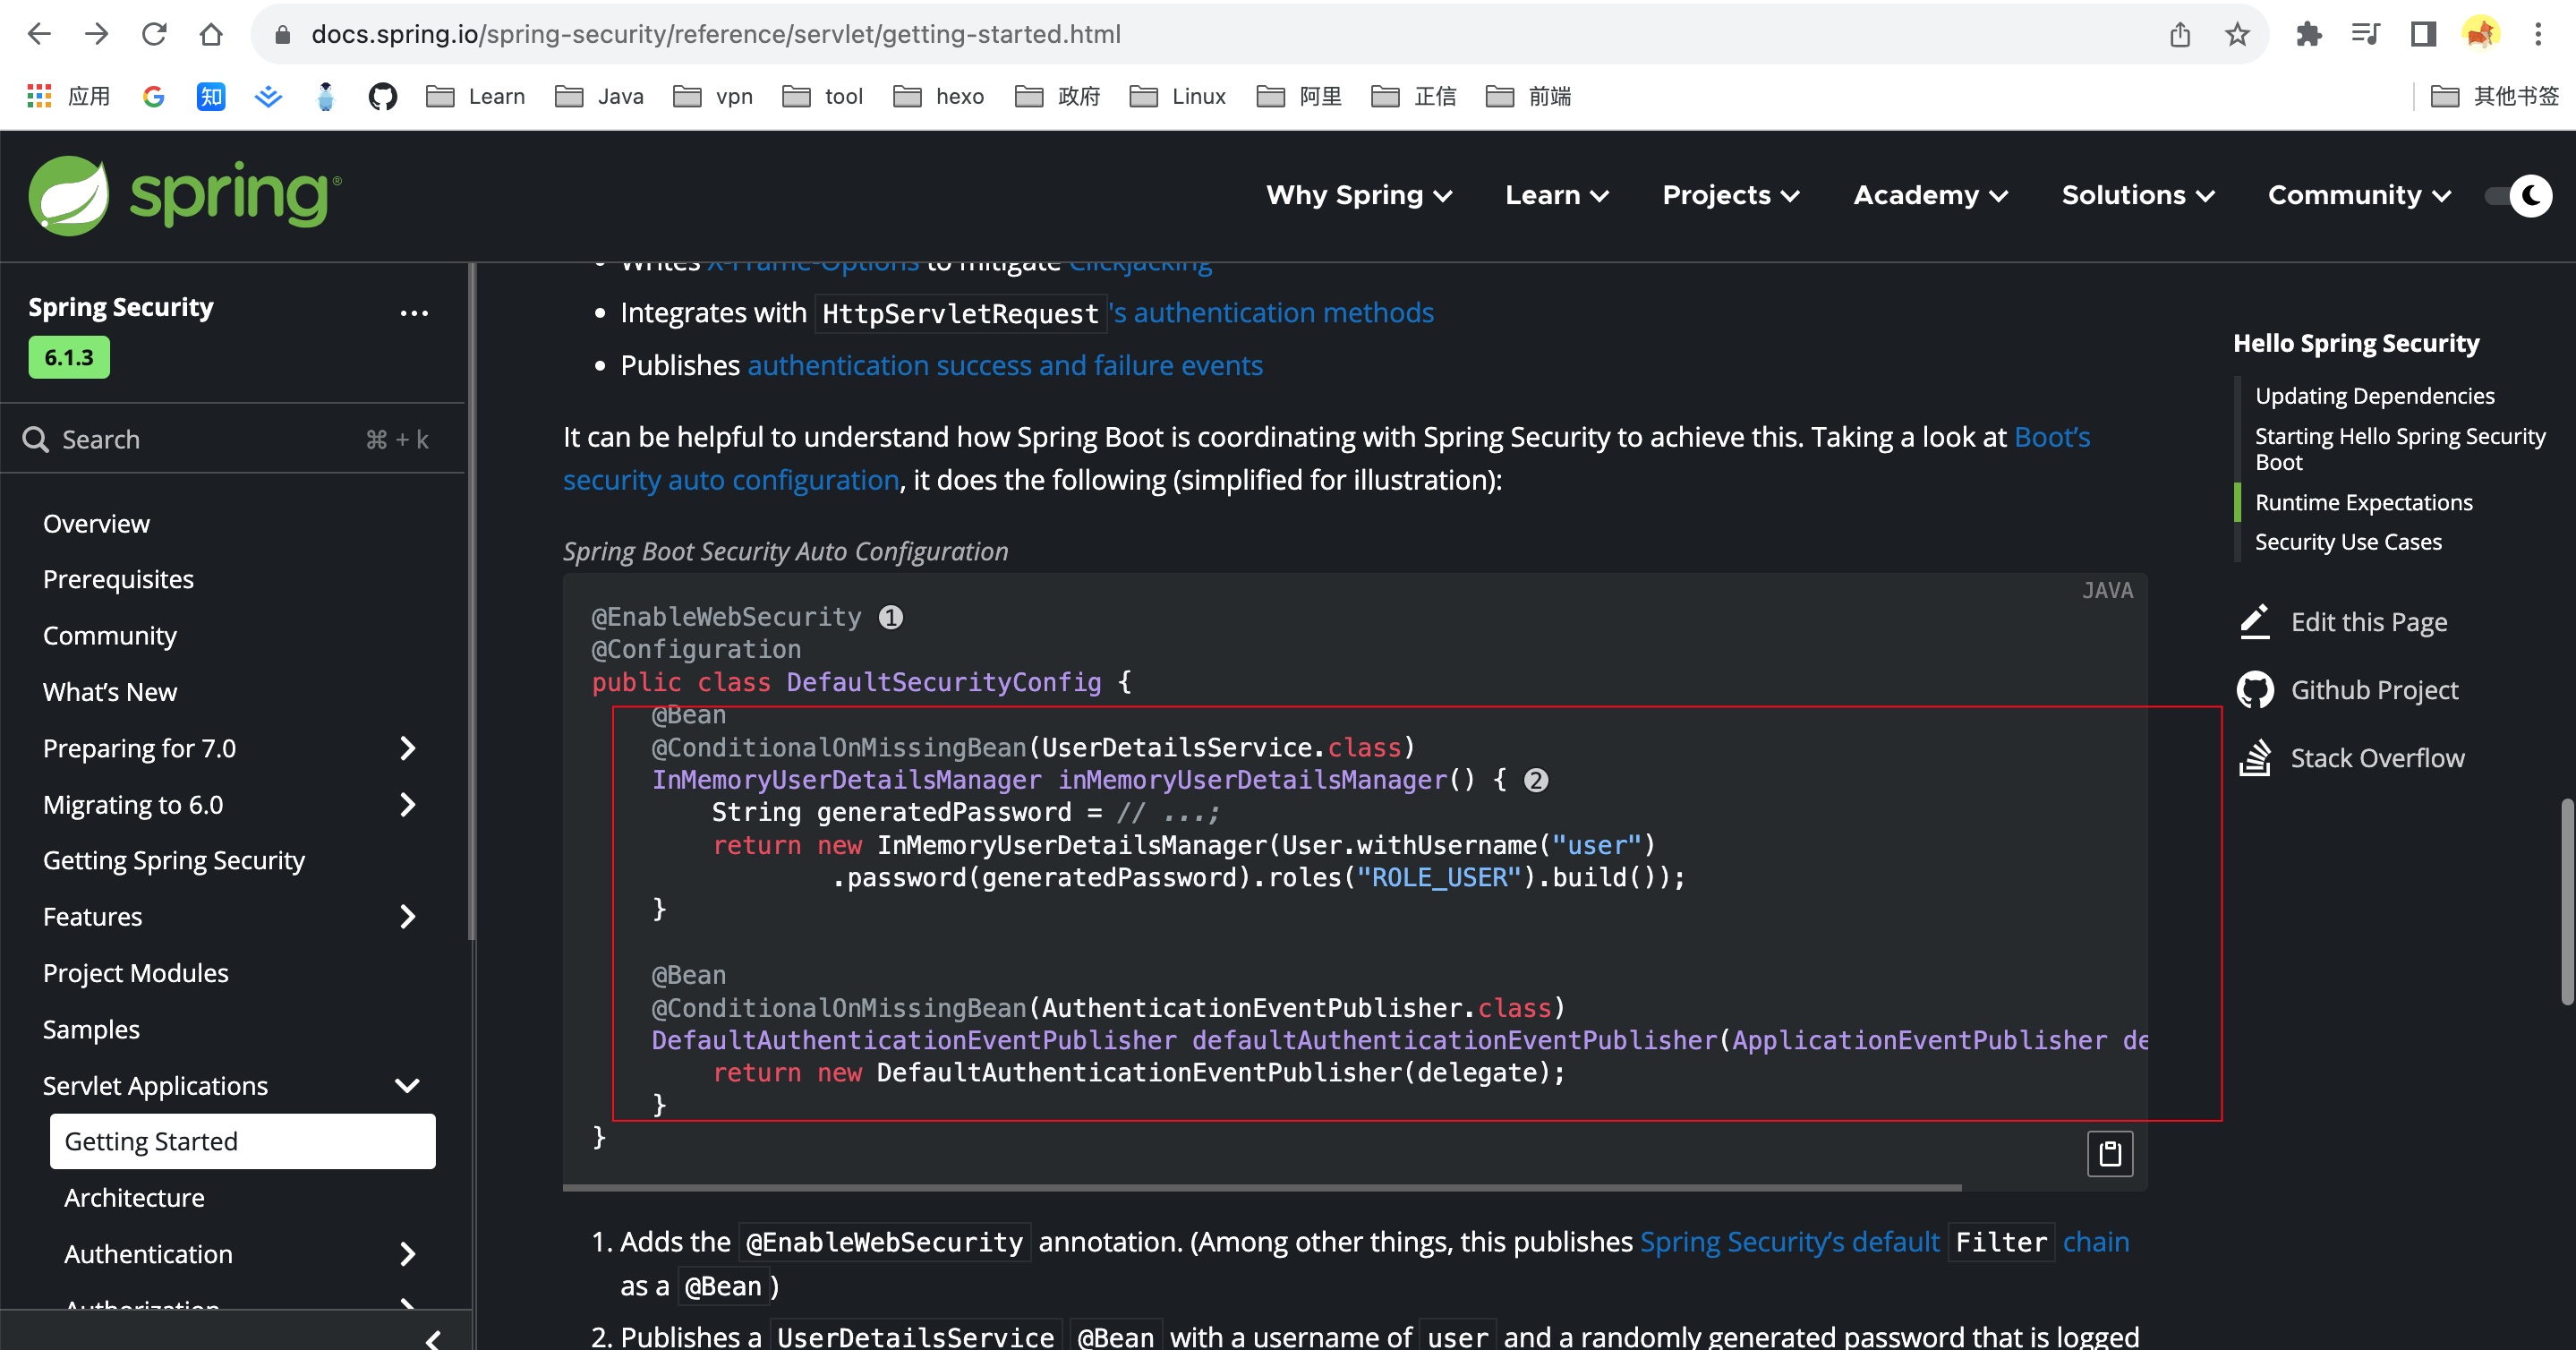 docs.spring.io/spring-security/reference/servlet/getting-started.html
应用 知 Learn Java vpn tool hexo 政府 Linux 阿里 正信 前端 其他书签
spring®
Why Spring Learn Projects Academy Solutions Community
Spring Security
...
6.1.3
Search ⌘ + k
Overview
Prerequisites
Community
What’s New
Preparing for 7.0
Migrating to 6.0
Getting Spring Security
Features
Project Modules
Samples
Servlet Applications
Getting Started
Architecture
Authentication
Authorization
• Writes X-Frame-Options to mitigate Clickjacking
• Integrates with HttpServletRequest's authentication methods
• Publishes authentication success and failure events
It can be helpful to understand how Spring Boot is coordinating with Spring Security to achieve this. Taking a look at Boot’s
security auto configuration, it does the following (simplified for illustration):
Spring Boot Security Auto Configuration
JAVA
@EnableWebSecurity 1
@Configuration
public class DefaultSecurityConfig {
@Bean
@ConditionalOnMissingBean(UserDetailsService.class)
InMemoryUserDetailsManager inMemoryUserDetailsManager() { 2
String generatedPassword = // ...;
return new InMemoryUserDetailsManager(User.withUsername("user")
.password(generatedPassword).roles("ROLE_USER").build());
}
@Bean
@ConditionalOnMissingBean(AuthenticationEventPublisher.class)
DefaultAuthenticationEventPublisher defaultAuthenticationEventPublisher(ApplicationEventPublisher de
return new DefaultAuthenticationEventPublisher(delegate);
}
}
1. Adds the @EnableWebSecurity annotation. (Among other things, this publishes Spring Security’s default Filter chain
as a @Bean)
2. Publishes a UserDetailsService @Bean with a username of user and a randomly generated password that is logged
Hello Spring Security
Updating Dependencies
Starting Hello Spring Security
Boot
Runtime Expectations
Security Use Cases
Edit this Page
Github Project
Stack Overflow